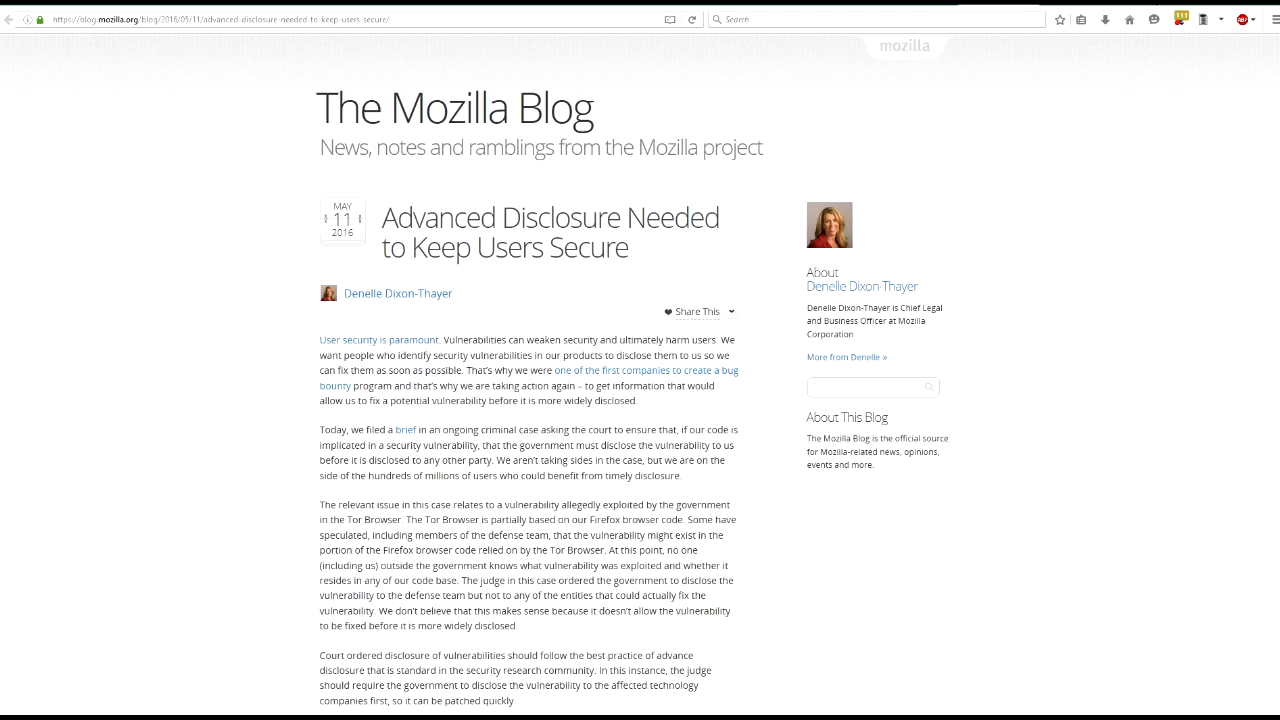 https://blog.mozilla.org/blog/2016/05/11/advanced-disclosure-needed-to-keep-users-secure/
Search
111
ABP
mozilla
The Mozilla Blog
News, notes and ramblings from the Mozilla project
MAY
11
2016
Advanced Disclosure Needed
to Keep Users Secure
Denelle Dixon-Thayer
Share This
User security is paramount. Vulnerabilities can weaken security and ultimately harm users. We
want people who identify security vulnerabilities in our products to disclose them to us so we
can fix them as soon as possible. That's why we were one of the first companies to create a bug
bounty program and that's why we are taking action again – to get information that would
allow us to fix a potential vulnerability before it is more widely disclosed.
Today, we filed a brief in an ongoing criminal case asking the court to ensure that, if our code is
implicated in a security vulnerability, that the government must disclose the vulnerability to us
before it is disclosed to any other party. We aren't taking sides in the case, but we are on the
side of the hundreds of millions of users who could benefit from timely disclosure.
The relevant issue in this case relates to a vulnerability allegedly exploited by the government
in the Tor Browser. The Tor Browser is partially based on our Firefox browser code. Some have
speculated, including members of the defense team, that the vulnerability might exist in the
portion of the Firefox browser code relied on by the Tor Browser. At this point, no one
(including us) outside the government knows what vulnerability was exploited and whether it
resides in any of our code base. The judge in this case ordered the government to disclose the
vulnerability to the defense team but not to any of the entities that could actually fix the
vulnerability. We don't believe that this makes sense because it doesn't allow the vulnerability
to be fixed before it is more widely disclosed.
Court ordered disclosure of vulnerabilities should follow the best practice of advance
disclosure that is standard in the security research community. In this instance, the judge
should require the government to disclose the vulnerability to the affected technology
companies first, so it can be patched quickly
About
Denelle Dixon-Thayer
Denelle Dixon-Thayer is Chief Legal
and Business Officer at Mozilla
Corporation
More from Denelle »
About This Blog
The Mozilla Blog is the official source
for Mozilla-related news, opinions,
events and more.